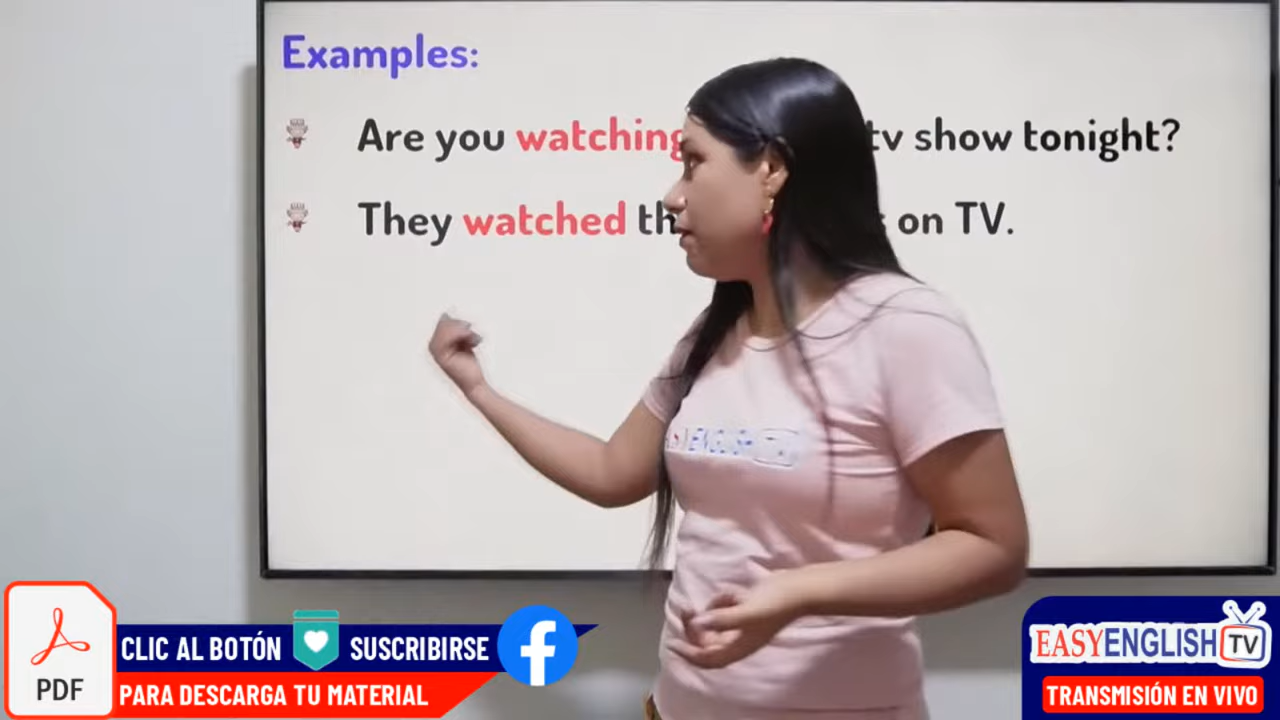 Examples:
Are you watching tv show tonight?
They watched on TV.
PDF
CLIC AL BOTÓN SUSCRIBIRSE
PARA DESCARGA TU MATERIAL
EASYENGLISH TV
TRANSMISIÓN EN VIVO